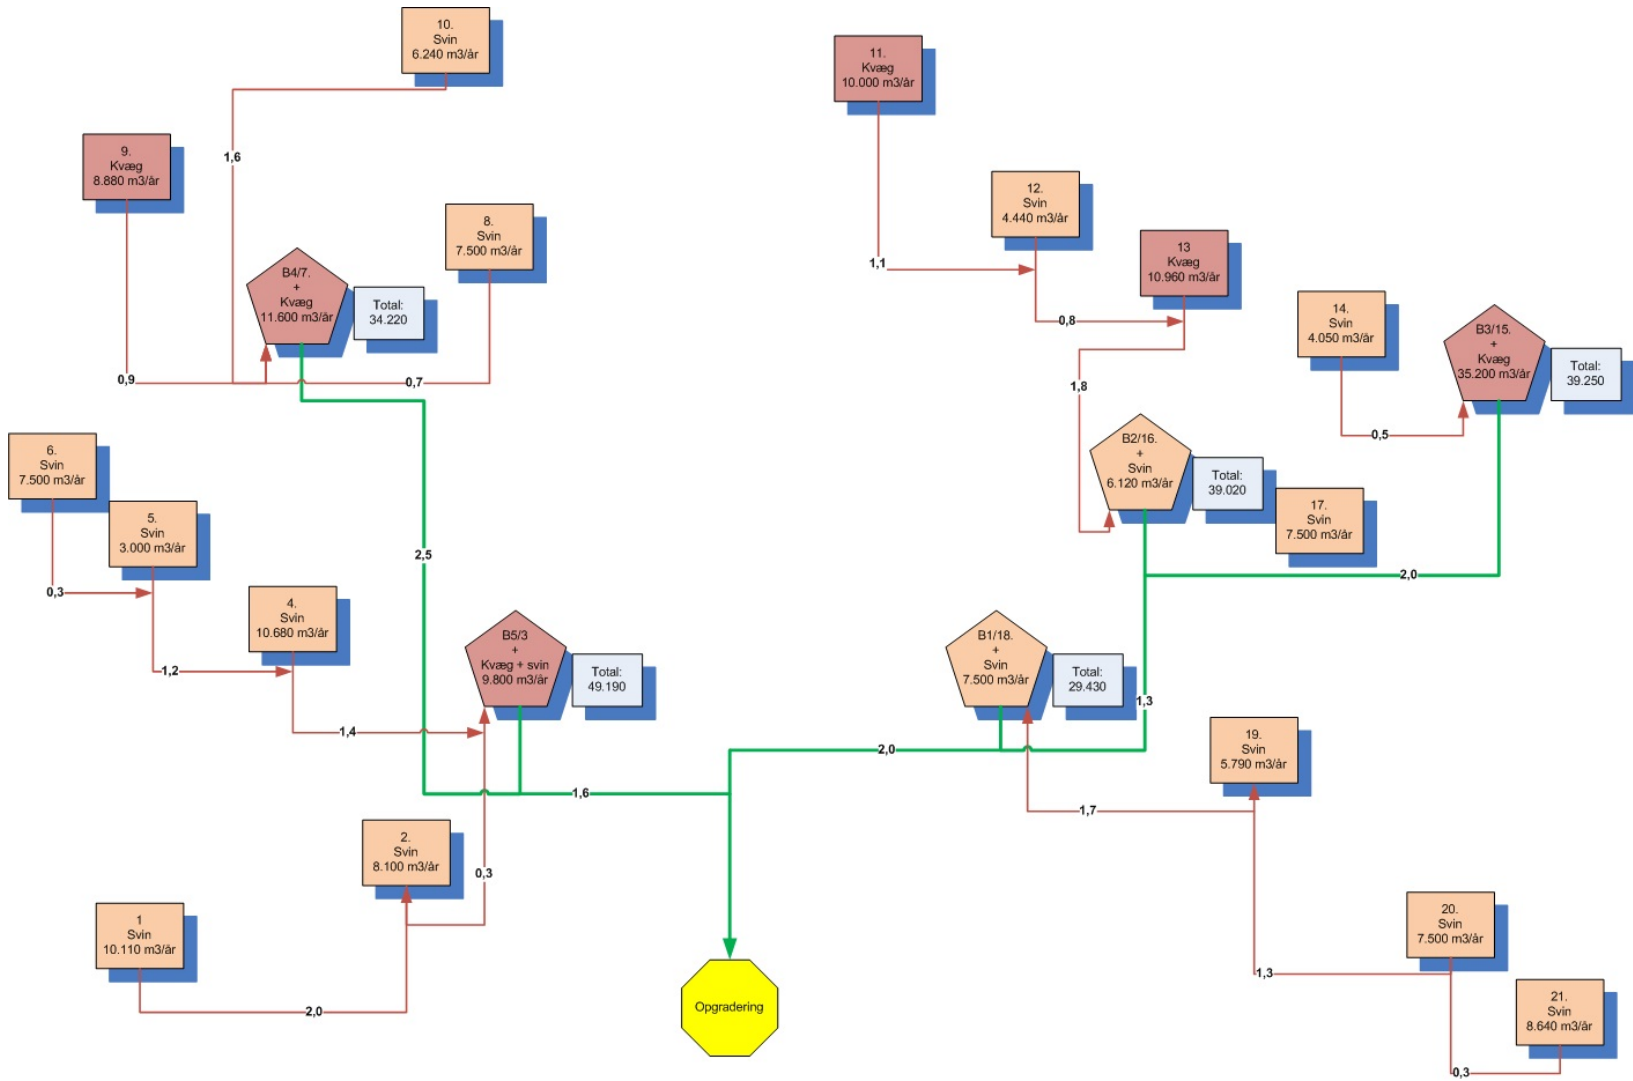 10.
Svin
6.240 m3/år
11.
Kvæg
10.000 m3/år
9.
Kvæg
8.880 m3/år
1,6
12.
Svin
4.440 m3/år
8.
Svin
7.500 m3/år
13
Kvæg
10.960 m3/år
1,1
B4/7.
+
Kvæg
11.600 m3/år
Total:
34.220
0,8
14.
Svin
4.050 m3/år
B3/15.
+
Kvæg
35.200 m3/år
Total:
39.250
0,9
0,7
1,8
0,5
6.
Svin
7.500 m3/år
B2/16.
+
Svin
6.120 m3/år
Total:
39.020
17.
Svin
7.500 m3/år
5.
Svin
3.000 m3/år
2,5
2,0
0,3
4.
Svin
10.680 m3/år
B5/3
+
Kvæg + svin
9.800 m3/år
Total:
49.190
B1/18.
+
Svin
7.500 m3/år
Total:
29.430
1,2
1,3
1,4
2,0
19.
Svin
5.790 m3/år
1,6
1,7
2.
Svin
8.100 m3/år
0,3
1
Svin
10.110 m3/år
20.
Svin
7.500 m3/år
1,3
2,0
Opgradering
21.
Svin
8.640 m3/år
0,3